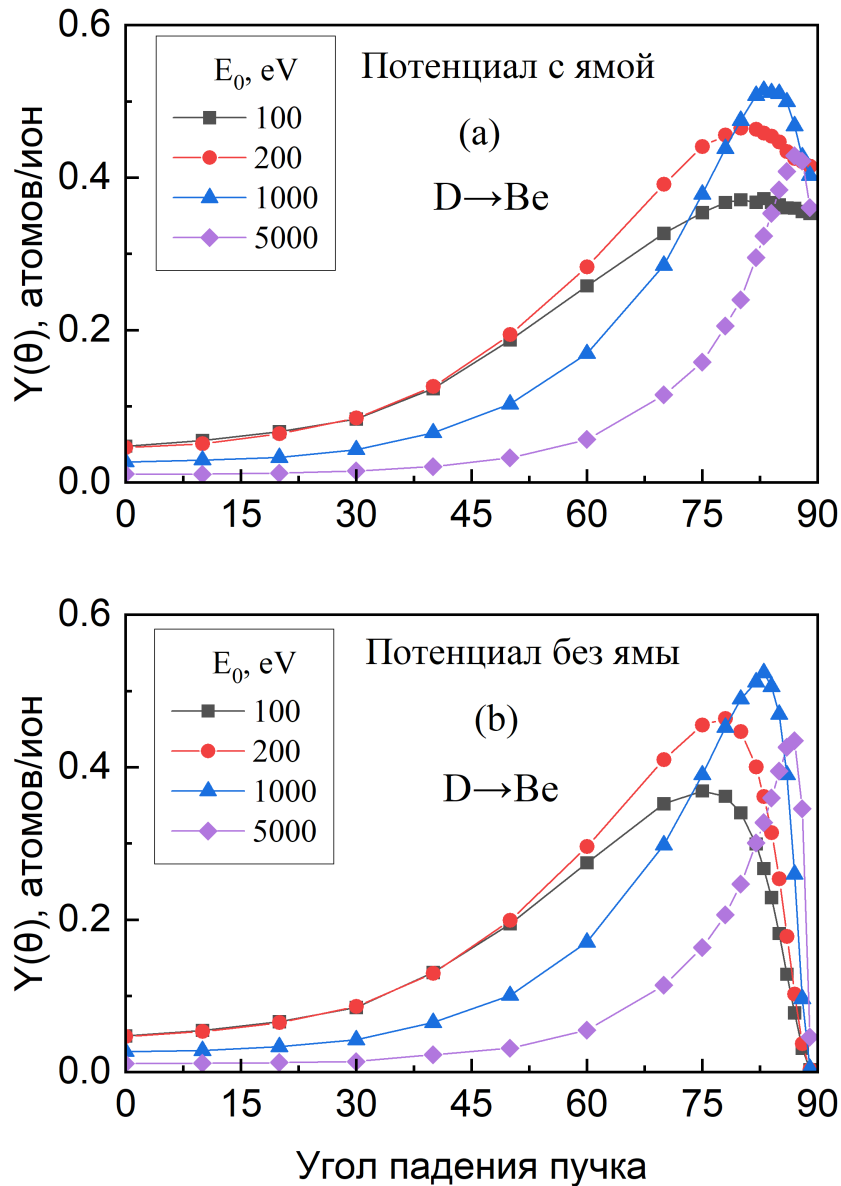 0.6
0.4
0.2
0.0
Y(θ), атомов/ион
E₀, eV
100
200
1000
5000
Потенциал с ямой
(a)
D→Be
0 15 30 45 60 75 90
0.6
0.4
0.2
0.0
Y(θ), атомов/ион
E₀, eV
100
200
1000
5000
Потенциал без ямы
(b)
D→Be
0 15 30 45 60 75 90
Угол падения пучка